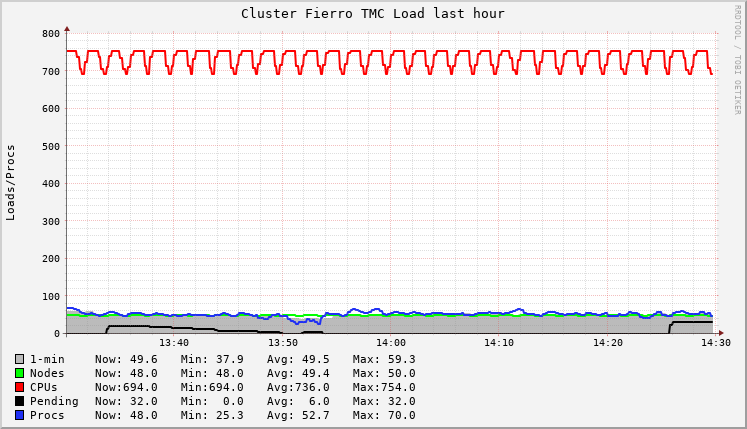 Cluster Fierro TMC Load last hour
RRDTOOL / TOBI OETIKER
Loads/Procs
800
700
600
500
400
300
200
100
0
13:40 13:50 14:00 14:10 14:20 14:30
1-min Now: 49.6 Min: 37.9 Avg: 49.5 Max: 59.3
Nodes Now: 48.0 Min: 48.0 Avg: 49.4 Max: 50.0
CPUs Now:694.0 Min:694.0 Avg:736.0 Max:754.0
Pending Now: 32.0 Min: 0.0 Avg: 6.0 Max: 32.0
Procs Now: 48.0 Min: 25.3 Avg: 52.7 Max: 70.0